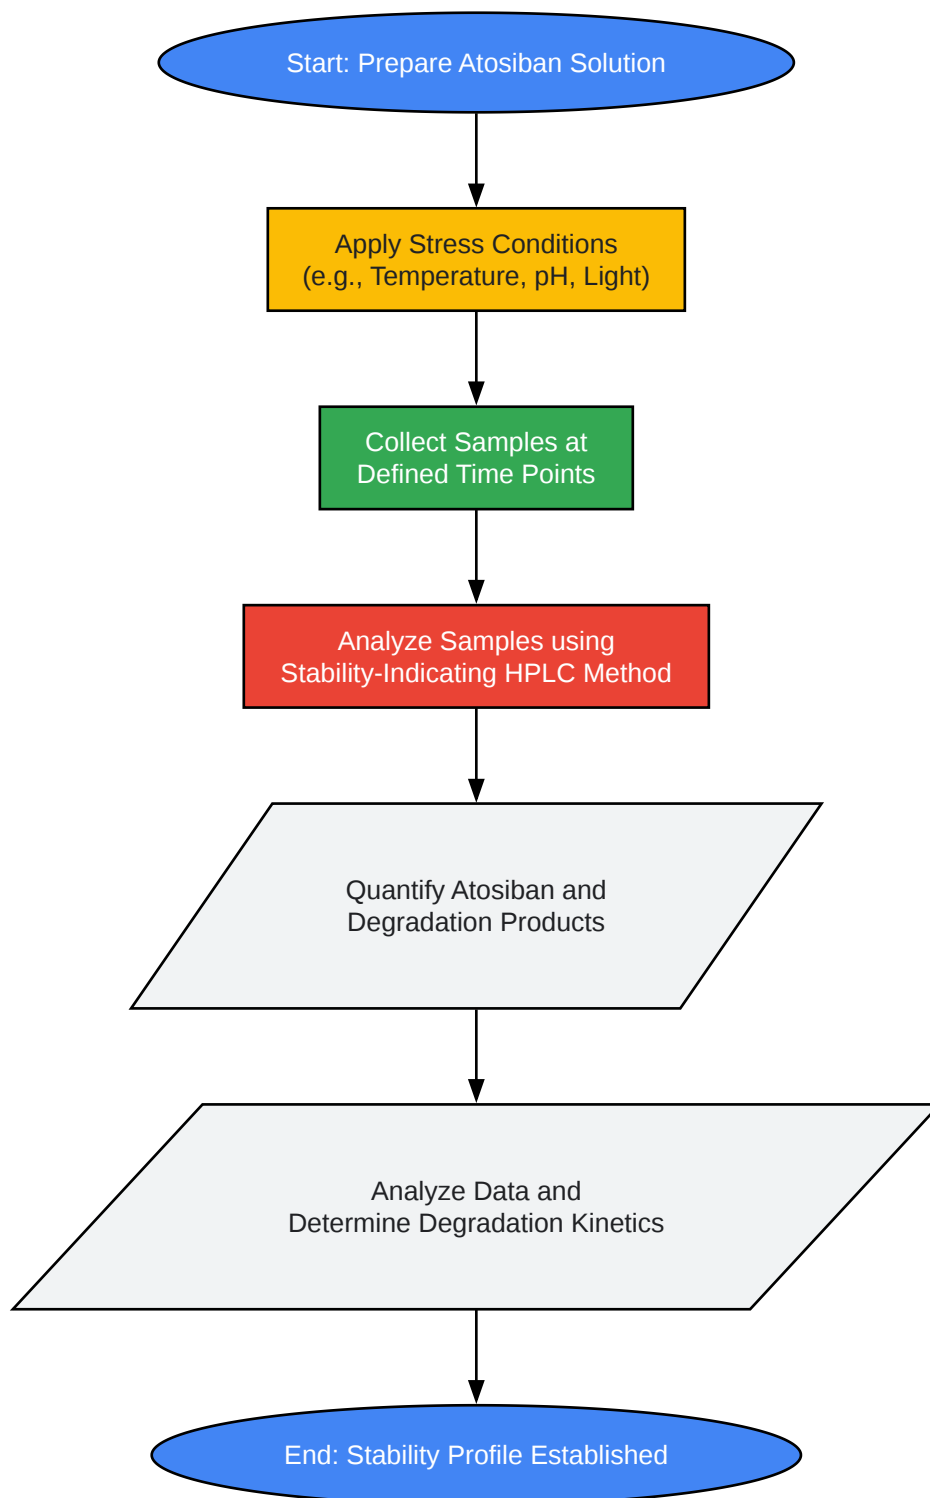 Start: Prepare Atosiban Solution
Apply Stress Conditions
(e.g., Temperature, pH, Light)
Collect Samples at
Defined Time Points
Analyze Samples using
Stability-Indicating HPLC Method
Quantify Atosiban and
Degradation Products
Analyze Data and
Determine Degradation Kinetics
End: Stability Profile Established